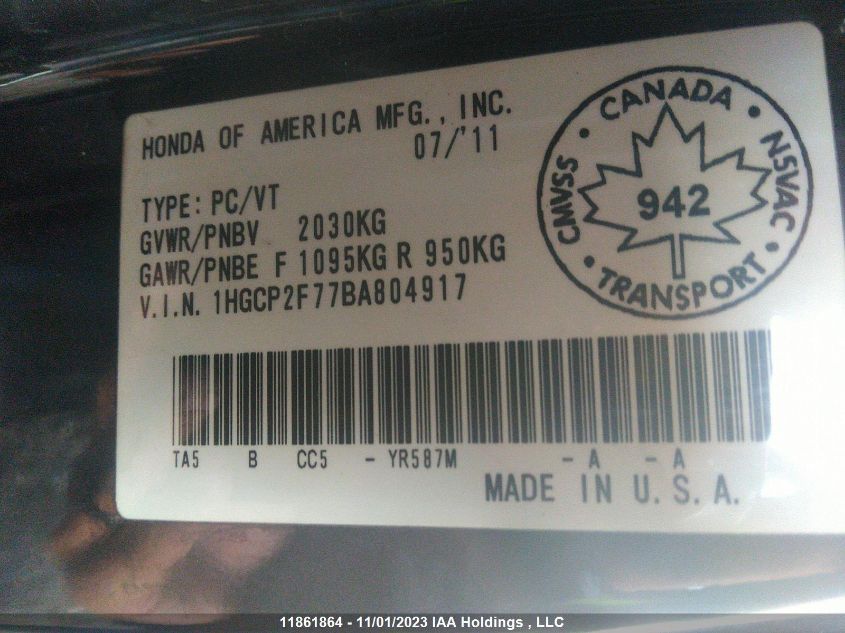 HONDA OF AMERICA MFG., INC.
07/'11
TYPE: PC/VT
GVWR/PNBV 2030KG
GAWR/PNBE F 1095KG R 950KG
V.I.N. 1HGCP2F77BA804917
• CANADA •
CMVSS
942
NSVAC
• TRANSPORT •
TA5 B CC5 - YR587M - A - A
MADE IN U.S.A.
11861864 - 11/01/2023 IAA Holdings , LLC